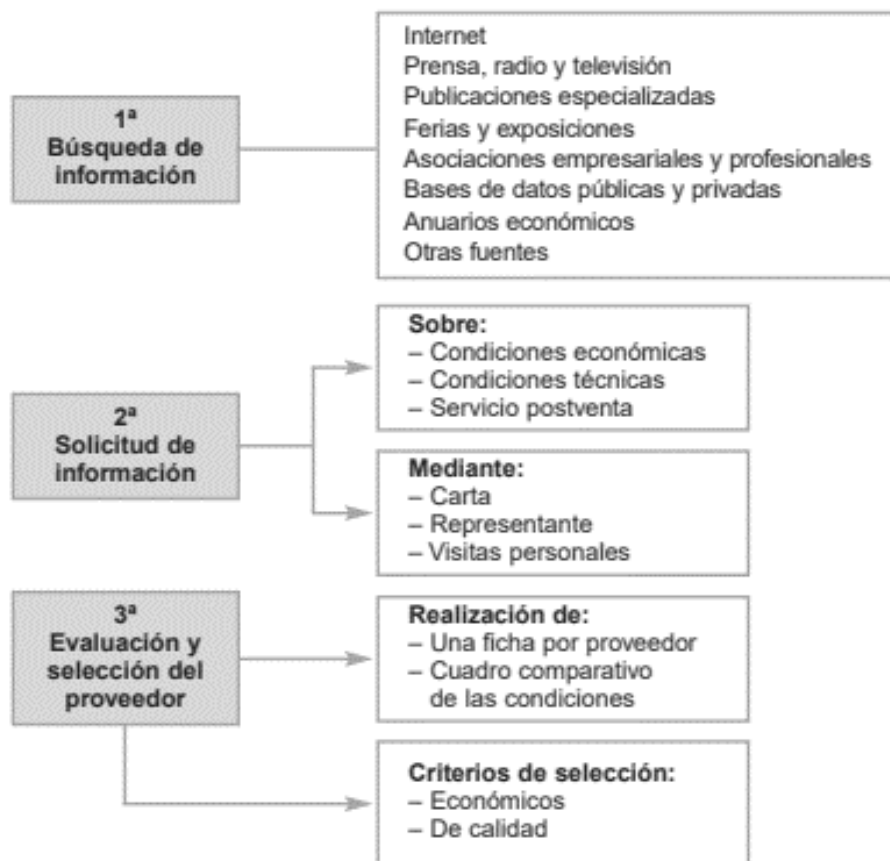 1ª
Búsqueda de
información
Internet
Prensa, radio y televisión
Publicaciones especializadas
Ferias y exposiciones
Asociaciones empresariales y profesionales
Bases de datos públicas y privadas
Anuarios económicos
Otras fuentes
2ª
Solicitud de
información
Sobre:
– Condiciones económicas
– Condiciones técnicas
– Servicio postventa
Mediante:
– Carta
– Representante
– Visitas personales
3ª
Evaluación y
selección del
proveedor
Realización de:
– Una ficha por proveedor
– Cuadro comparativo
de las condiciones
Criterios de selección:
– Económicos
– De calidad